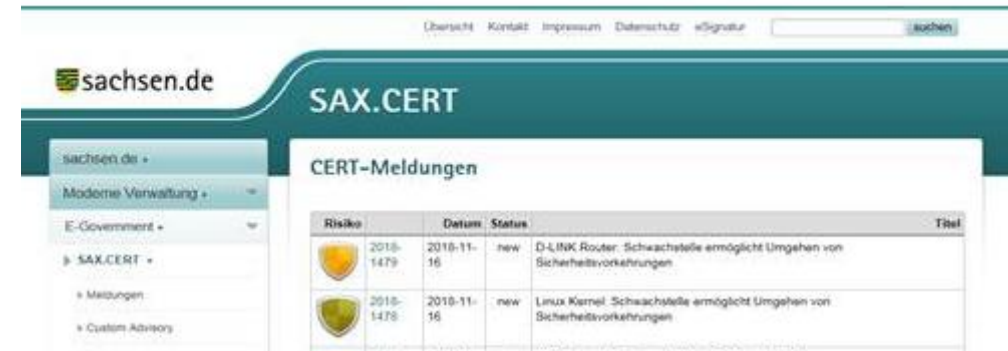 Übersicht Kontakt Impressum Datenschutz eSignatur suchen
sachsen.de
SAX.CERT
sachsen.de
Moderne Verwaltung
E-Government
SAX.CERT
» Meldungen
» Custom Advisory
CERT-Meldungen
Risiko Datum Status Titel
2018- 2018-11- new D-LINK Router: Schwachstelle ermöglicht Umgehen von
1479 16 Sicherheitsvorkehrungen
2018- 2018-11- new Linux Kernel: Schwachstelle ermöglicht Umgehen von
1478 16 Sicherheitsvorkehrungen